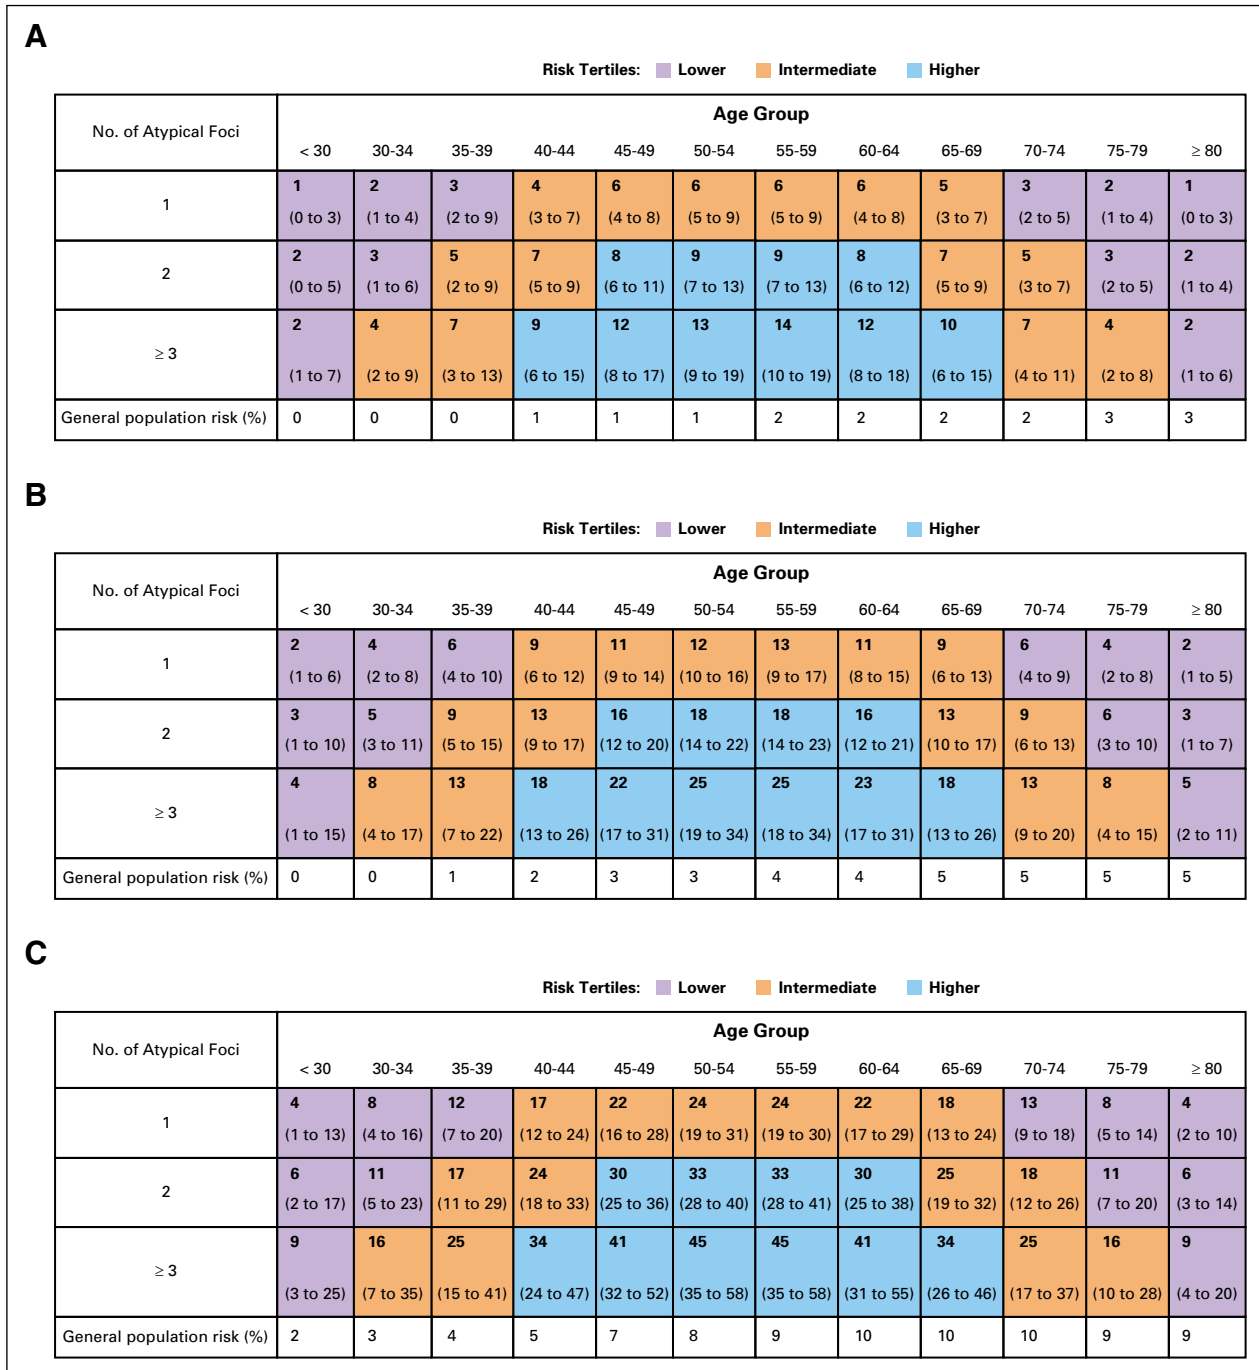 A
Risk Tertiles: Lower Intermediate Higher
No. of Atypical Foci
Age Group
< 30 30-34 35-39 40-44 45-49 50-54 55-59 60-64 65-69 70-74 75-79 ≥ 80
1
1 2 3 4 6 6 6 6 5 3 2 1
(0 to 3) (1 to 4) (2 to 9) (3 to 7) (4 to 8) (5 to 9) (5 to 9) (4 to 8) (3 to 7) (2 to 5) (1 to 4) (0 to 3)
2
2 3 5 7 8 9 9 8 7 5 3 2
(0 to 5) (1 to 6) (2 to 9) (5 to 9) (6 to 11) (7 to 13) (7 to 13) (6 to 12) (5 to 9) (3 to 7) (2 to 5) (1 to 4)
≥ 3
2 4 7 9 12 13 14 12 10 7 4 2
(1 to 7) (2 to 9) (3 to 13) (6 to 15) (8 to 17) (9 to 19) (10 to 19) (8 to 18) (6 to 15) (4 to 11) (2 to 8) (1 to 6)
General population risk (%) 0 0 0 1 1 1 2 2 2 2 3 3
B
Risk Tertiles: Lower Intermediate Higher
No. of Atypical Foci
Age Group
< 30 30-34 35-39 40-44 45-49 50-54 55-59 60-64 65-69 70-74 75-79 ≥ 80
1
2 4 6 9 11 12 13 11 9 6 4 2
(1 to 6) (2 to 8) (4 to 10) (6 to 12) (9 to 14) (10 to 16) (9 to 17) (8 to 15) (6 to 13) (4 to 9) (2 to 8) (1 to 5)
2
3 5 9 13 16 18 18 16 13 9 6 3
(1 to 10) (3 to 11) (5 to 15) (9 to 17) (12 to 20) (14 to 22) (14 to 23) (12 to 21) (10 to 17) (6 to 13) (3 to 10) (1 to 7)
≥ 3
4 8 13 18 22 25 25 23 18 13 8 5
(1 to 15) (4 to 17) (7 to 22) (13 to 26) (17 to 31) (19 to 34) (18 to 34) (17 to 31) (13 to 26) (9 to 20) (4 to 15) (2 to 11)
General population risk (%) 0 0 1 2 3 3 4 4 5 5 5 5
C
Risk Tertiles: Lower Intermediate Higher
No. of Atypical Foci
Age Group
< 30 30-34 35-39 40-44 45-49 50-54 55-59 60-64 65-69 70-74 75-79 ≥ 80
1
4 8 12 17 22 24 24 22 18 13 8 4
(1 to 13) (4 to 16) (7 to 20) (12 to 24) (16 to 28) (19 to 31) (19 to 30) (17 to 29) (13 to 24) (9 to 18) (5 to 14) (2 to 10)
2
6 11 17 24 30 33 33 30 25 18 11 6
(2 to 17) (5 to 23) (11 to 29) (18 to 33) (25 to 36) (28 to 40) (28 to 41) (25 to 38) (19 to 32) (12 to 26) (7 to 20) (3 to 14)
≥ 3
9 16 25 34 41 45 45 41 34 25 16 9
(3 to 25) (7 to 35) (15 to 41) (24 to 47) (32 to 52) (35 to 58) (35 to 58) (31 to 55) (26 to 46) (17 to 37) (10 to 28) (4 to 20)
General population risk (%) 2 3 4 5 7 8 9 10 10 10 9 9